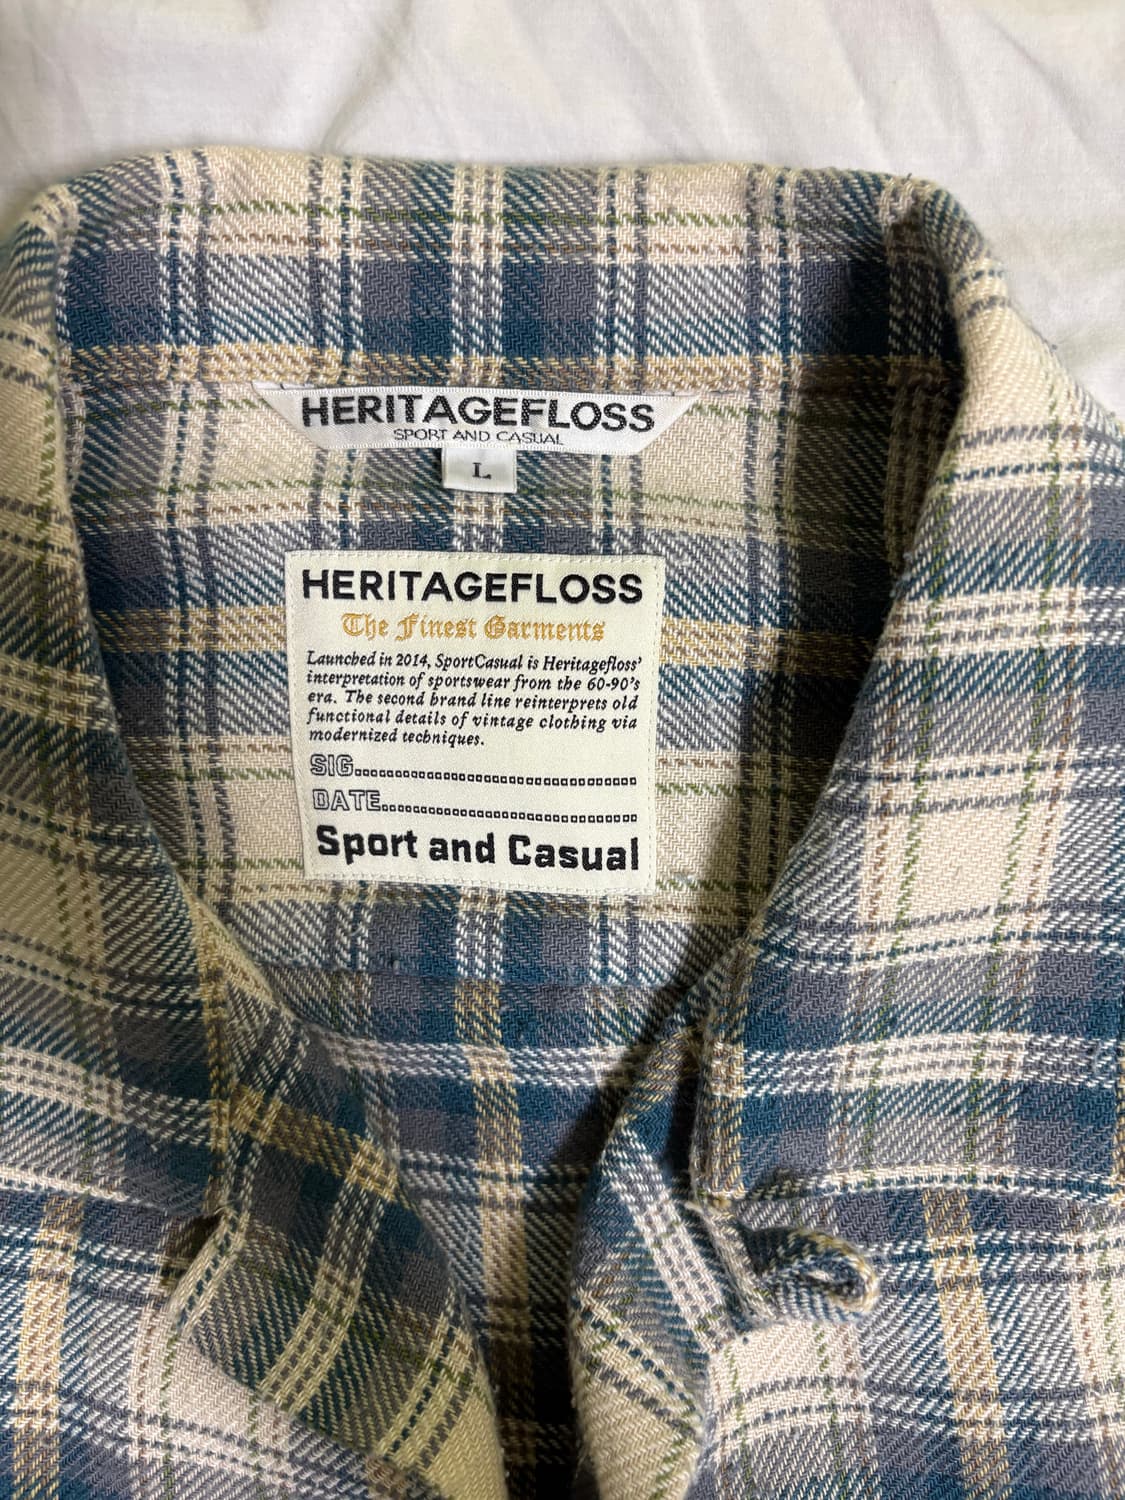 HERITAGEFLOSS
SPORT AND CASUAL
L
HERITAGEFLOSS
The Finest Garments
Launched in 2014, SportCasual is Heritagefloss'
interpretation of sportswear from the 60-90's
era. The second brand line reinterprets old
functional details of vintage clothing via
modernized techniques.
SIG........................................
DATE........................................
Sport and Casual